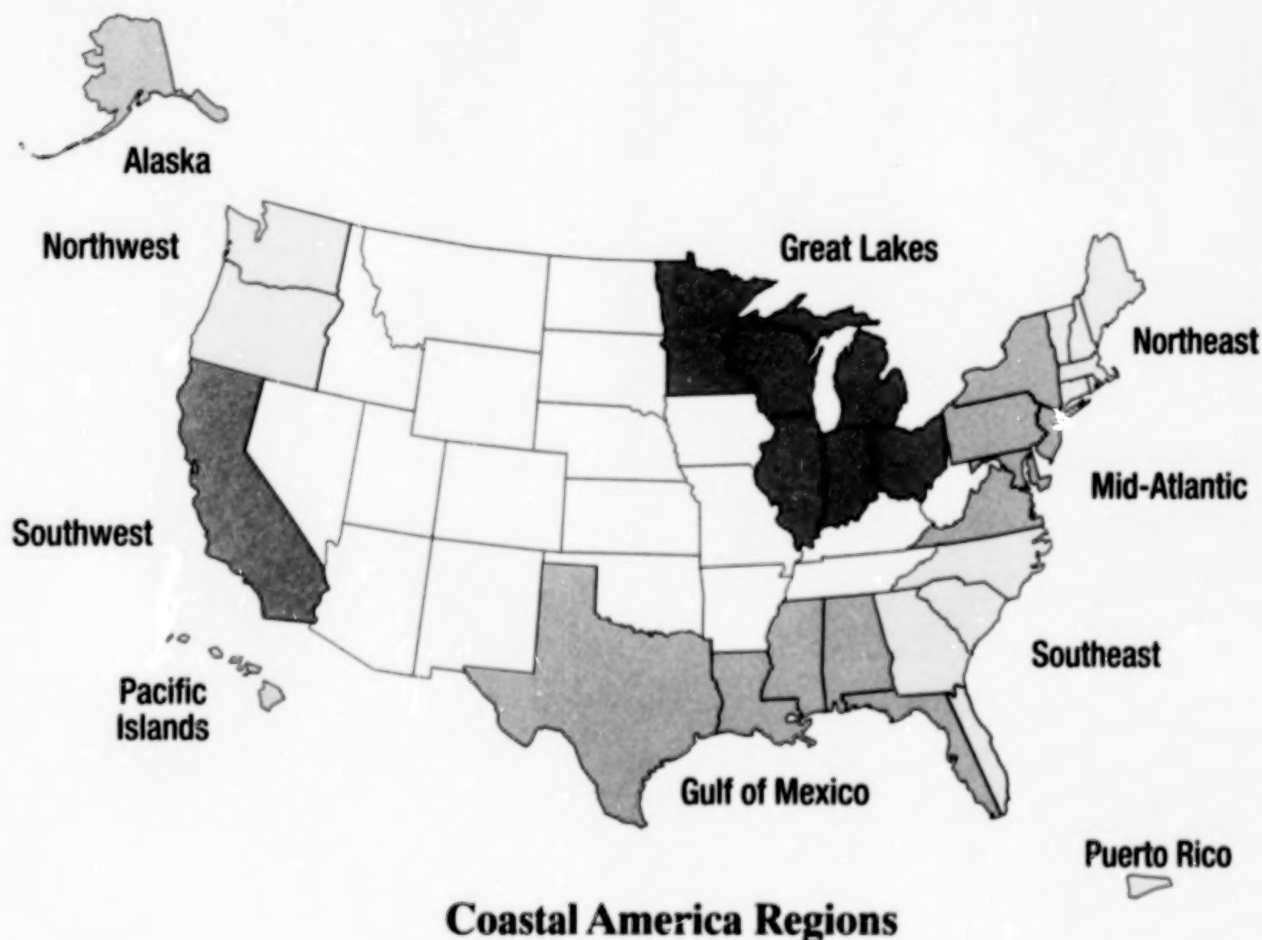 Alaska
Northwest
Great Lakes
Northeast
Mid-Atlantic
Southwest
Southeast
Pacific
Islands
Gulf of Mexico
Puerto Rico
Coastal America Regions